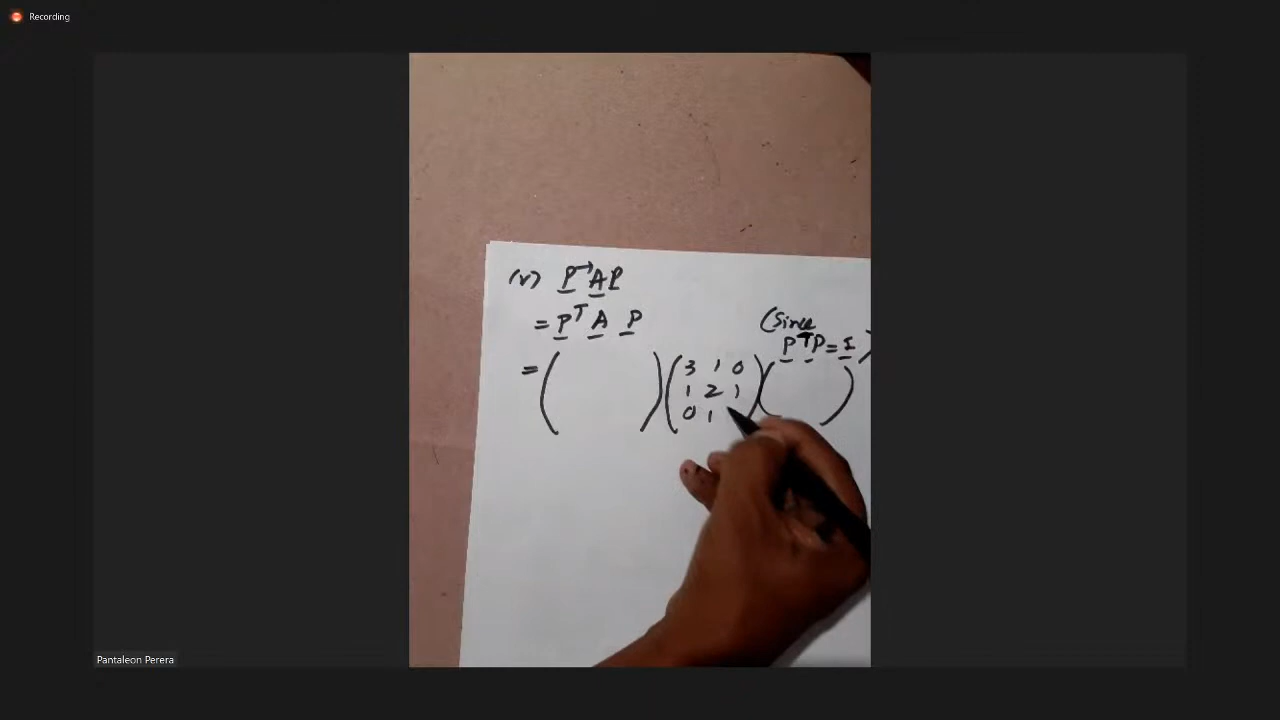 Recording
(v) P⁻¹AP
= Pᵀ A P
(Since
PᵀP = I)
= ( ) (3 1 0
1 2 1
0 1 ) ( )
Pantaleon Perera